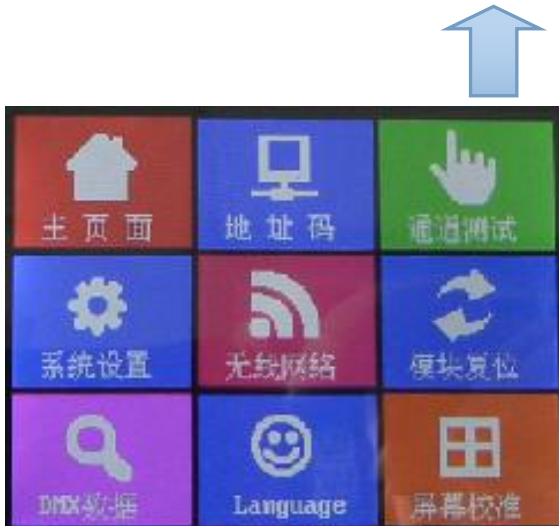 主页面
地址码
通道测试
系统设置
无线网络
模块复位
DMX数据
Language
屏幕校准